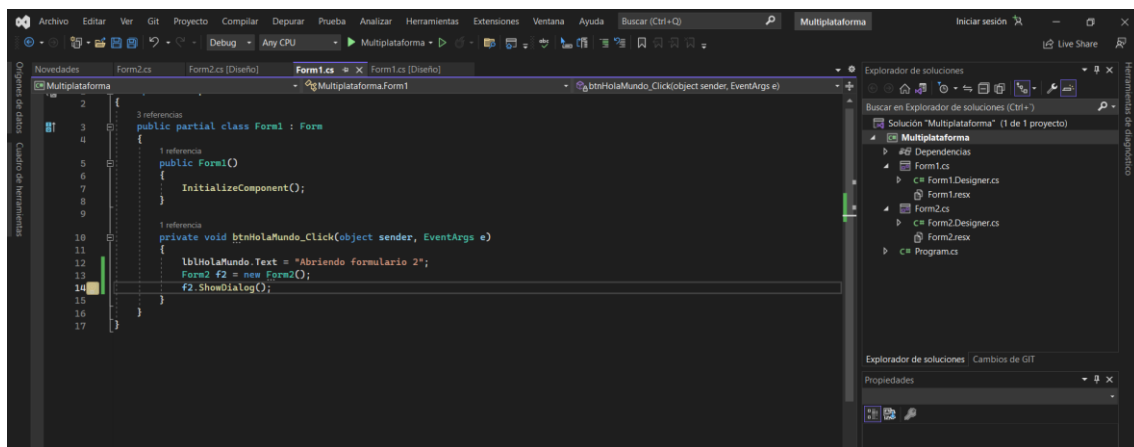 Archivo Editar Ver Git Proyecto Compilar Depurar Prueba Analizar Herramientas Extensiones Ventana Ayuda Buscar (Ctrl+Q) Multiplataforma Iniciar sesión
Debug Any CPU Multiplataforma Live Share
Novedades Form2.cs Form2.cs [Diseño] Form1.cs Form1.cs [Diseño]
Multiplataforma Multiplataforma.Form1 btnHolaMundo_Click(object sender, EventArgs e)
2 {
3 referencias
3 public partial class Form1 : Form
4 {
1 referencia
5 public Form1()
6 {
7 InitializeComponent();
8 }
9
1 referencia
10 private void btnHolaMundo_Click(object sender, EventArgs e)
11 {
12 lblHolaMundo.Text = "Abriendo formulario 2";
13 Form2 f2 = new Form2();
14 f2.ShowDialog();
15 }
16 }
17 }
Orígenes de datos
Cuadro de herramientas
Explorador de soluciones
Buscar en Explorador de soluciones (Ctrl+´)
Solución "Multiplataforma" (1 de 1 proyecto)
C# Multiplataforma
Dependencias
Form1.cs
C# Form1.Designer.cs
Form1.resx
Form2.cs
C# Form2.Designer.cs
Form2.resx
C# Program.cs
Explorador de soluciones Cambios de GIT
Propiedades
Herramientas de diagnóstico